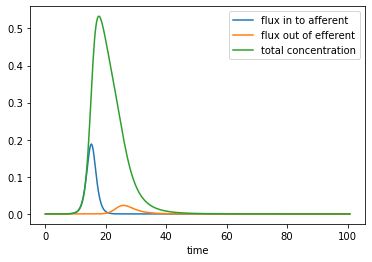 flux in to afferent
flux out of efferent
total concentration
0.5
0.4
0.3
0.2
0.1
0.0
0 20 40 60 80 100
time